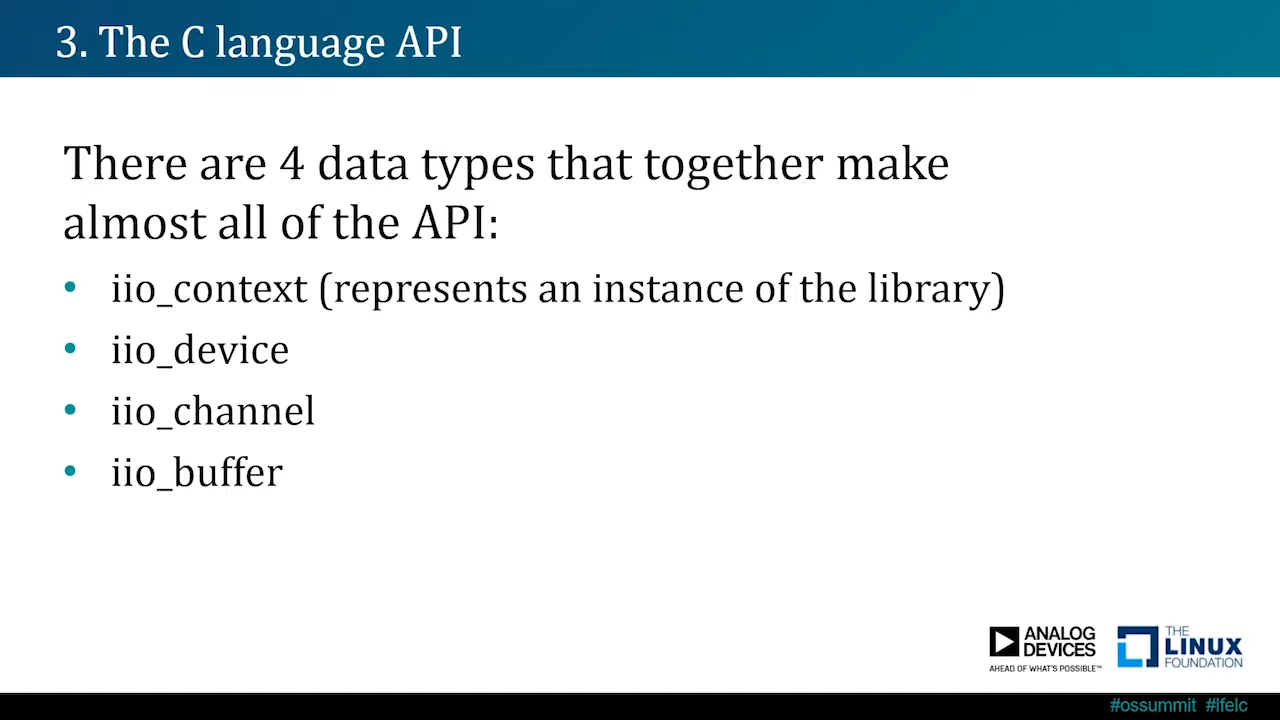 3. The C language API
There are 4 data types that together make
almost all of the API:
• iio_context (represents an instance of the library)
• iio_device
• iio_channel
• iio_buffer
ANALOG
DEVICES
AHEAD OF WHAT'S POSSIBLE™
THE
LINUX
FOUNDATION
#ossummit #lfelc